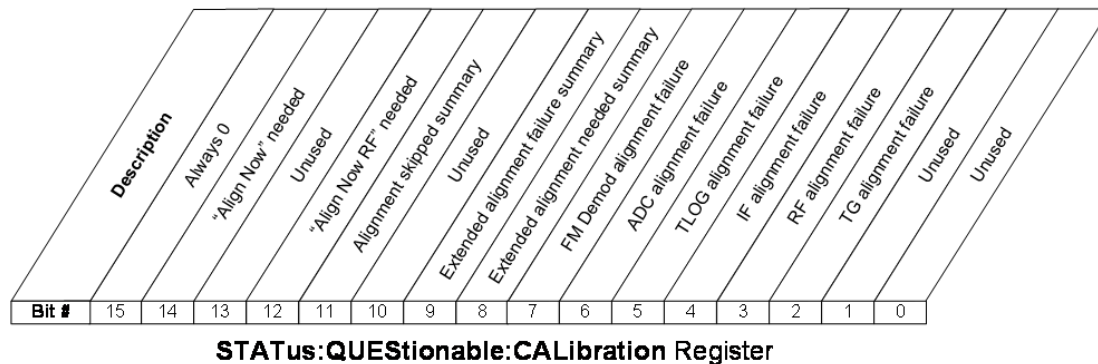 Description
Always 0
“Align Now” needed
Unused
“Align Now RF” needed
Alignment skipped summary
Unused
Extended alignment failure summary
Extended alignment needed summary
FM Demod alignment failure
ADC alignment failure
TLOG alignment failure
IF alignment failure
RF alignment failure
TG alignment failure
Unused
Unused
Bit # 15 14 13 12 11 10 9 8 7 6 5 4 3 2 1 0
STATus:QUEStionable:CALibration Register